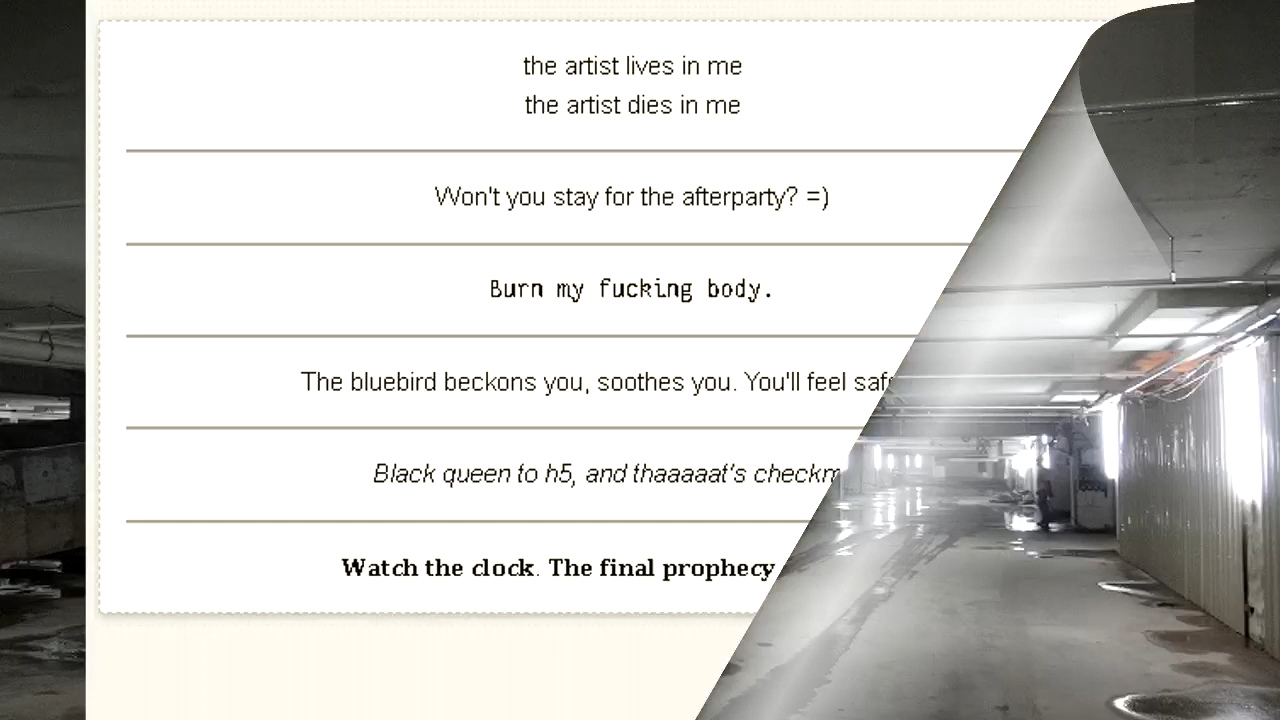 the artist lives in me
the artist dies in me
Won't you stay for the afterparty? =)
Burn my fucking body.
The bluebird beckons you, soothes you. You'll feel safe
Black queen to h5, and thaaaaat's checkm
Watch the clock. The final prophecy